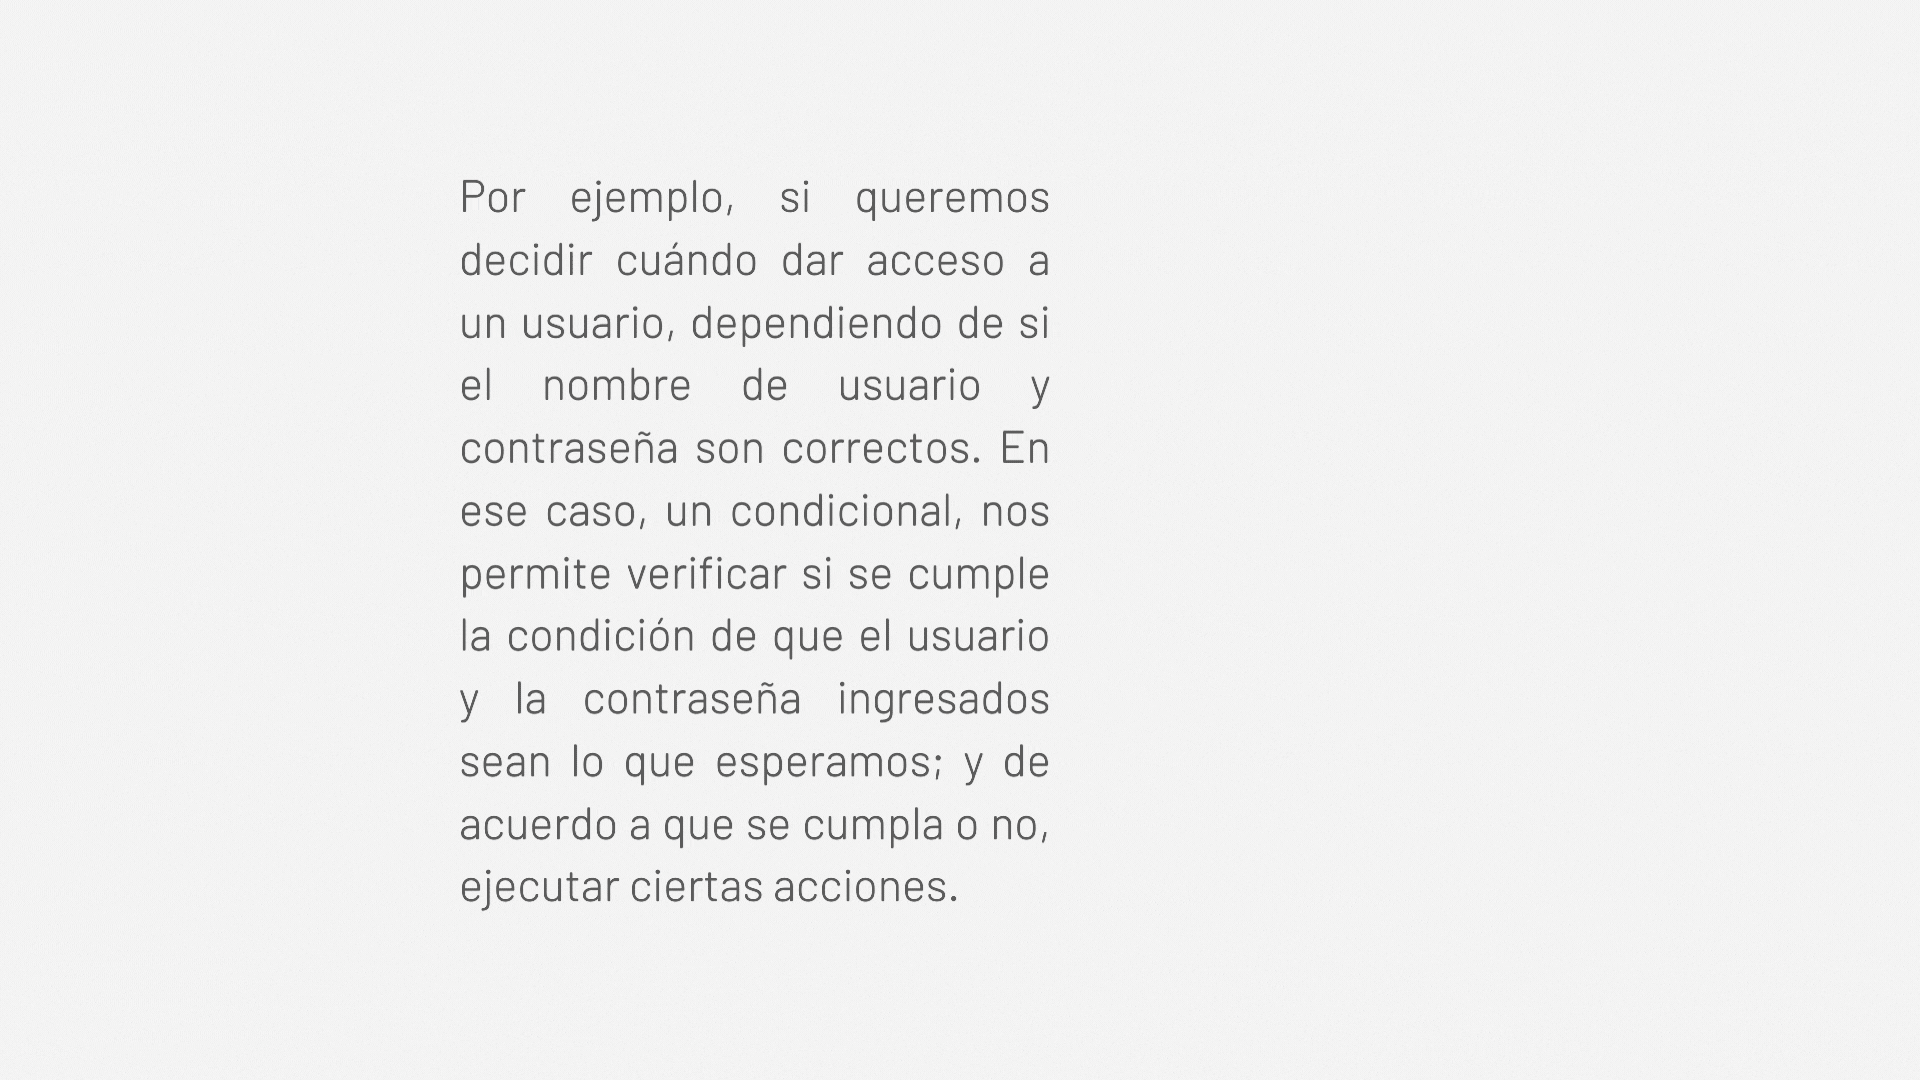 Por ejemplo, si queremos
decidir cuándo dar acceso a
un usuario, dependiendo de si
el nombre de usuario y
contraseña son correctos. En
ese caso, un condicional, nos
permite verificar si se cumple
la condición de que el usuario
y la contraseña ingresados
sean lo que esperamos; y de
acuerdo a que se cumpla o no,
ejecutar ciertas acciones.